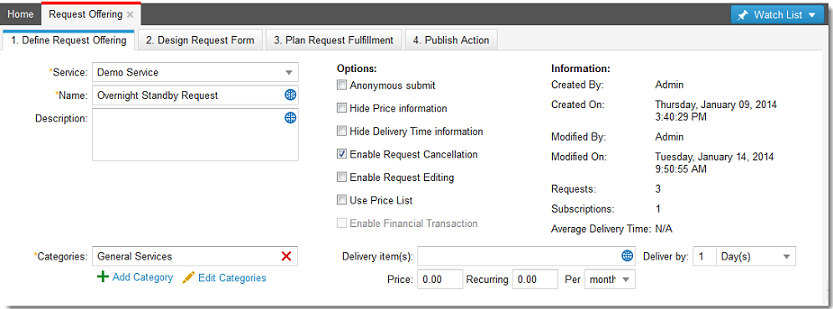 Home
Request Offering
Watch List
1. Define Request Offering
2. Design Request Form
3. Plan Request Fulfillment
4. Publish Action
*Service: Demo Service
*Name: Overnight Standby Request
Description:
Options:
Anonymous submit
Hide Price information
Hide Delivery Time information
Enable Request Cancellation
Enable Request Editing
Use Price List
Enable Financial Transaction
Information:
Created By: Admin
Created On: Thursday, January 09, 2014
3:40:29 PM
Modified By: Admin
Modified On: Tuesday, January 14, 2014
9:50:55 AM
Requests: 3
Subscriptions: 1
Average Delivery Time: N/A
*Categories: General Services
Add Category Edit Categories
Delivery item(s): Deliver by: 1 Day(s)
Price: 0.00 Recurring 0.00 Per month